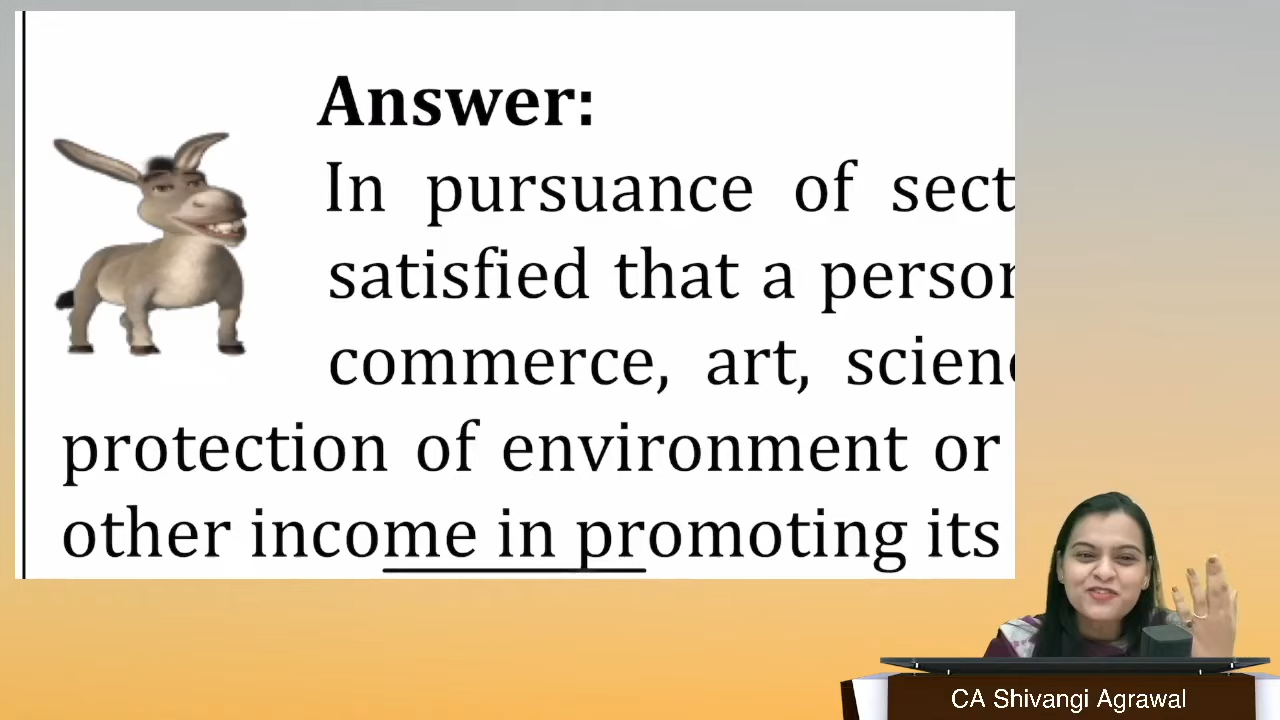 Answer:
In pursuance of sect
satisfied that a person
commerce, art, scienc
protection of environment or
other income in promoting its
CA Shivangi Agrawal